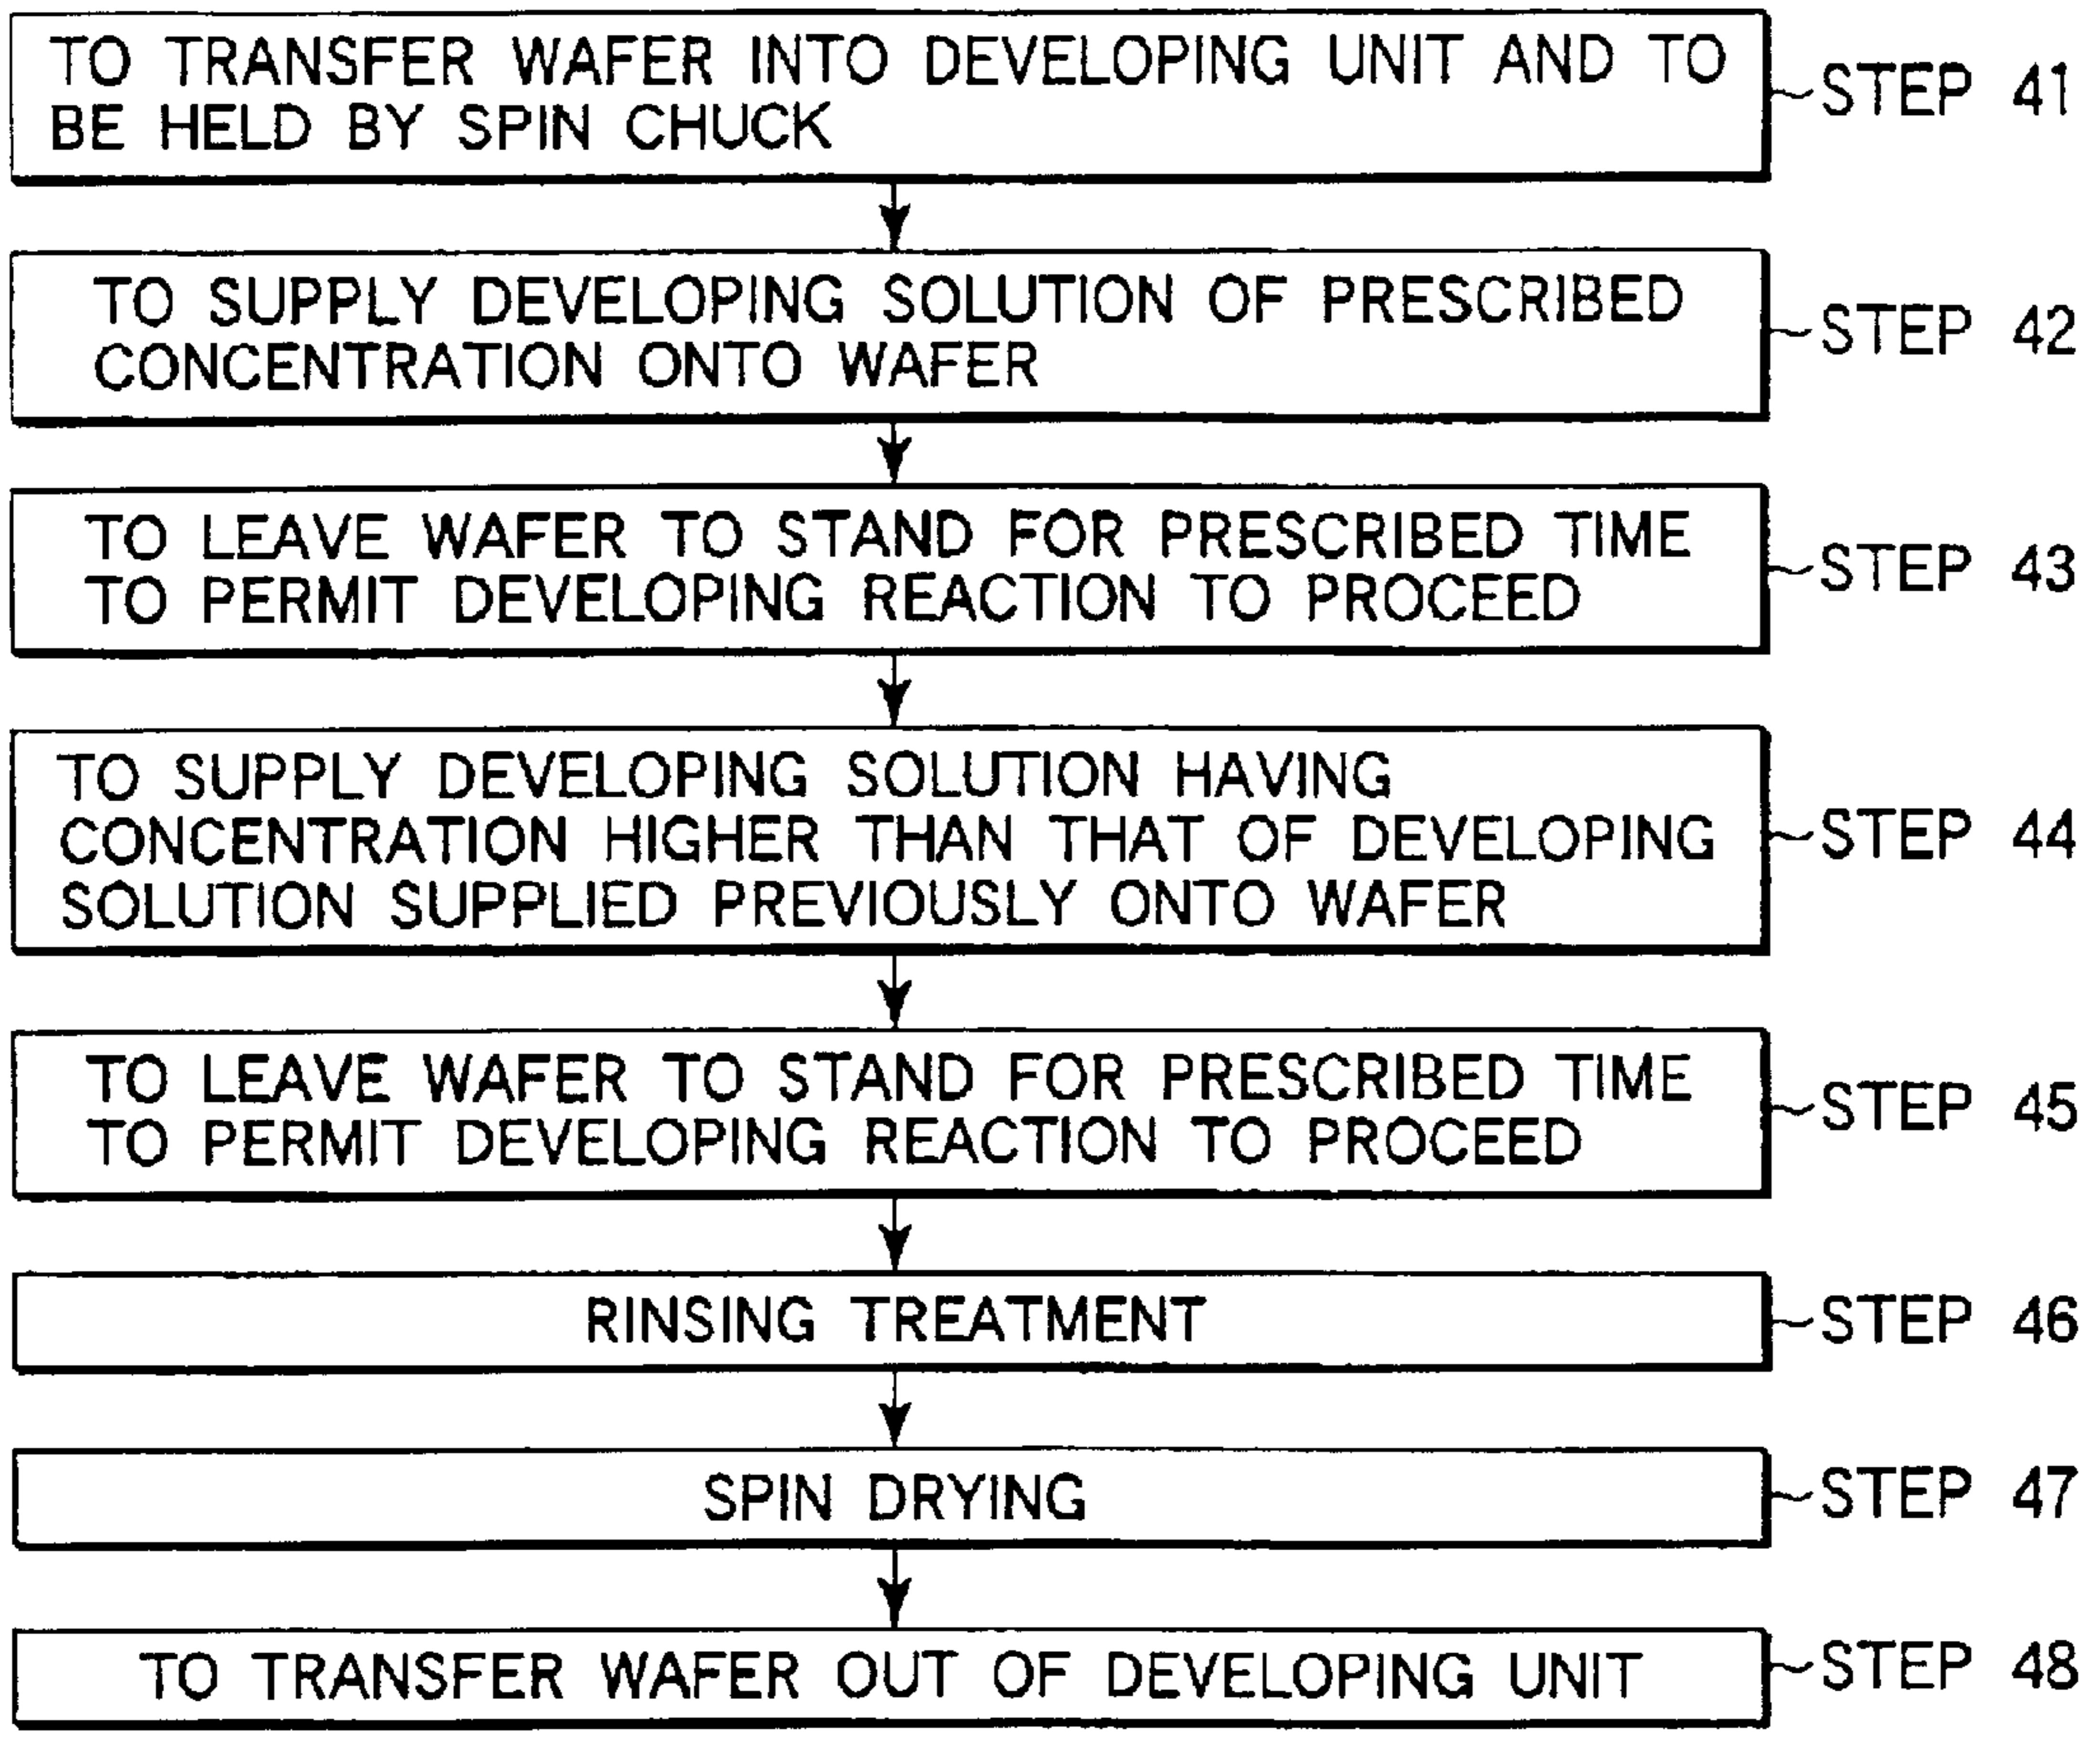 TO TRANSFER WAFER INTO DEVELOPING UNIT AND TO
BE HELD BY SPIN CHUCK
STEP 41
TO SUPPLY DEVELOPING SOLUTION OF PRESCRIBED
CONCENTRATION ONTO WAFER
STEP 42
TO LEAVE WAFER TO STAND FOR PRESCRIBED TIME
TO PERMIT DEVELOPING REACTION TO PROCEED
STEP 43
TO SUPPLY DEVELOPING SOLUTION HAVING
CONCENTRATION HIGHER THAN THAT OF DEVELOPING
SOLUTION SUPPLIED PREVIOUSLY ONTO WAFER
STEP 44
TO LEAVE WAFER TO STAND FOR PRESCRIBED TIME
TO PERMIT DEVELOPING REACTION TO PROCEED
STEP 45
RINSING TREATMENT
STEP 46
SPIN DRYING
STEP 47
TO TRANSFER WAFER OUT OF DEVELOPING UNIT
STEP 48